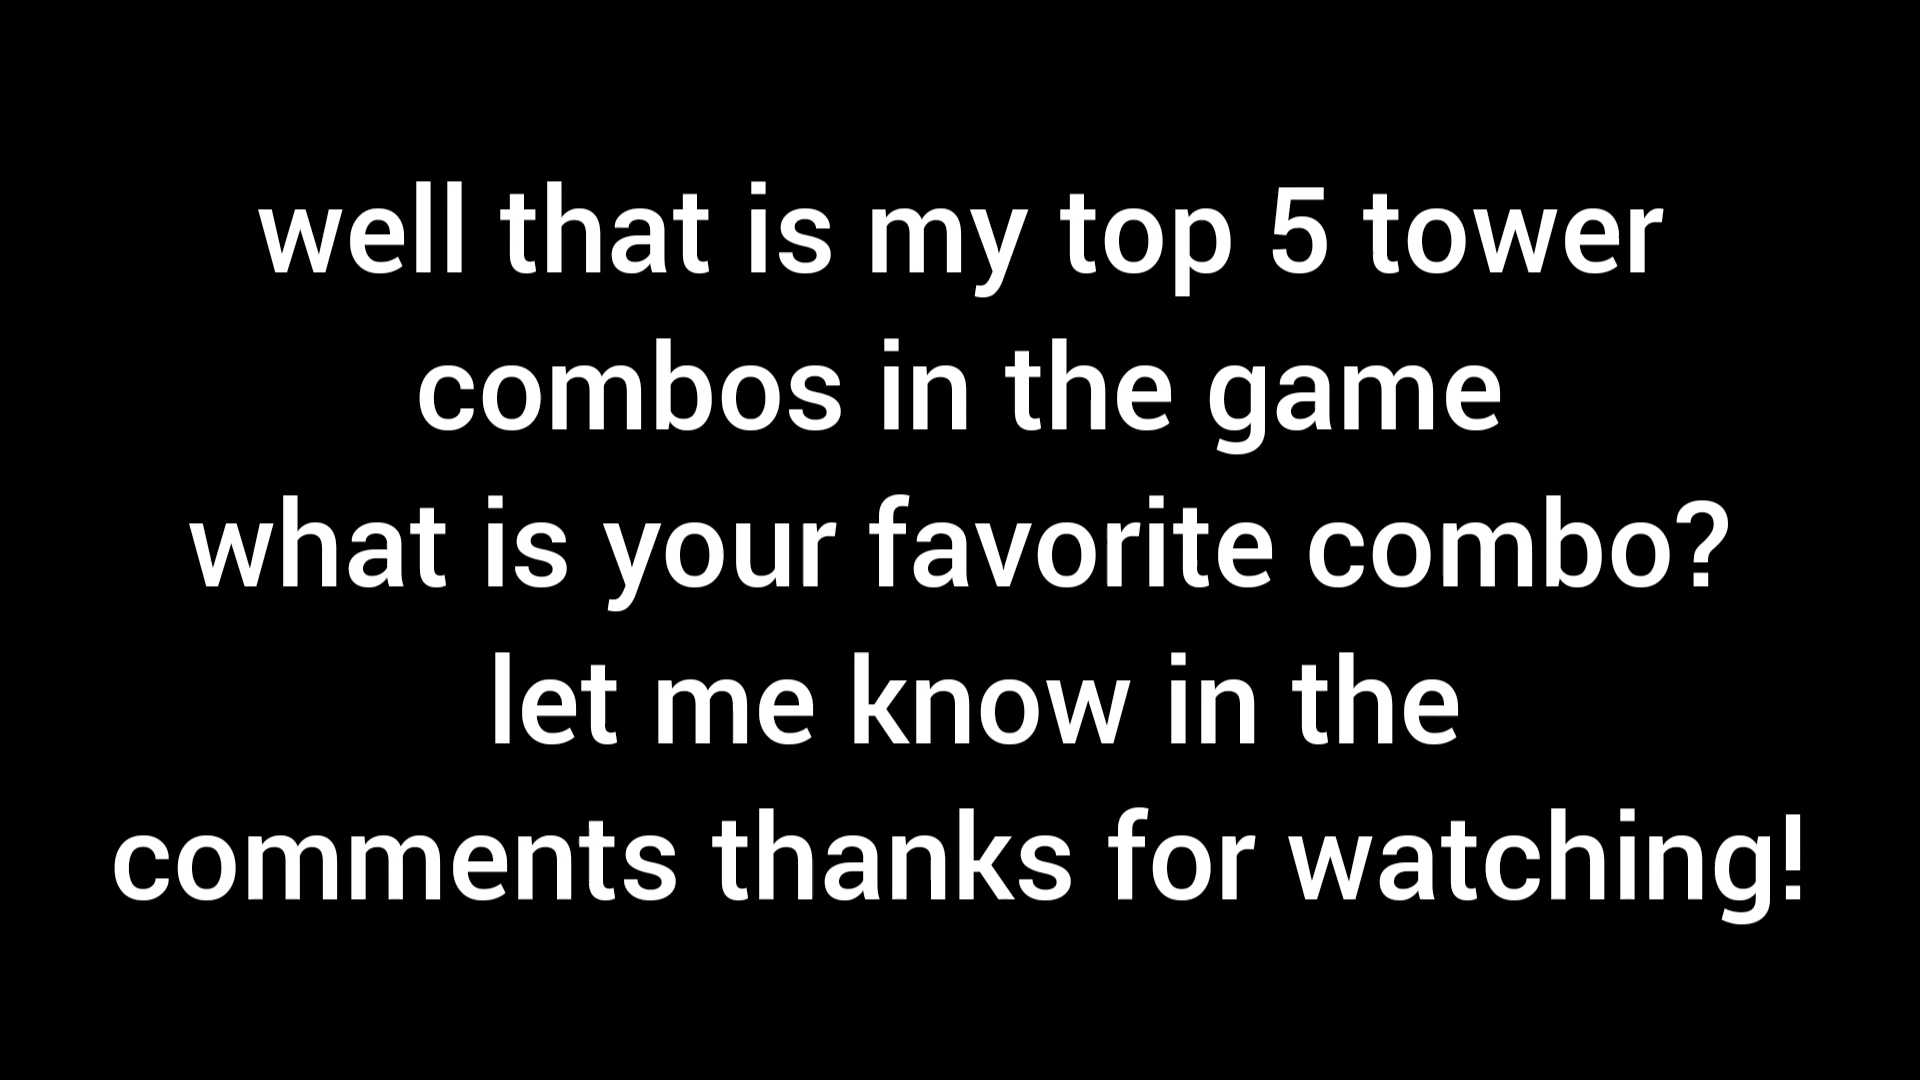 well that is my top 5 tower
combos in the game
what is your favorite combo?
let me know in the
comments thanks for watching!